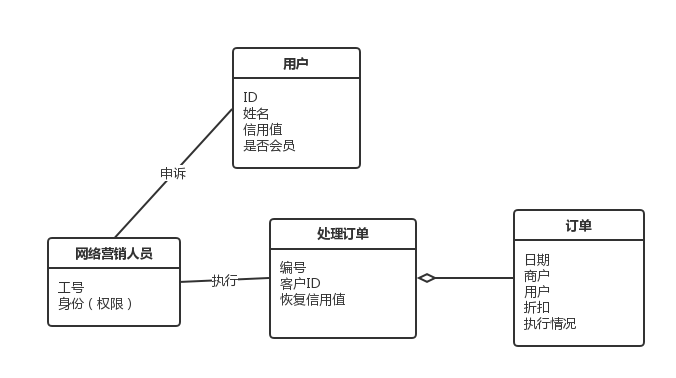 用户
ID
姓名
信用值
是否会员
申诉
网络营销人员
工号
身份（权限）
执行
处理订单
编号
客户ID
恢复信用值
订单
日期
商户
用户
折扣
执行情况